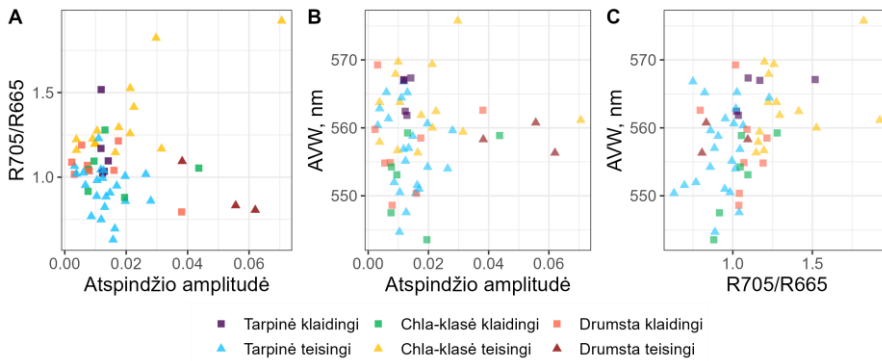 A
R705/R665
1.5
1.0
0.00 0.02 0.04 0.06
Atspindžio amplitudė
B
AVW, nm
570
560
550
0.00 0.02 0.04 0.06
Atspindžio amplitudė
C
AVW, nm
570
560
550
1.0 1.5
R705/R665
Tarpinė klaidingi Chla-klasė klaidingi Drumsta klaidingi
Tarpinė teisingi Chla-klasė teisingi Drumsta teisingi